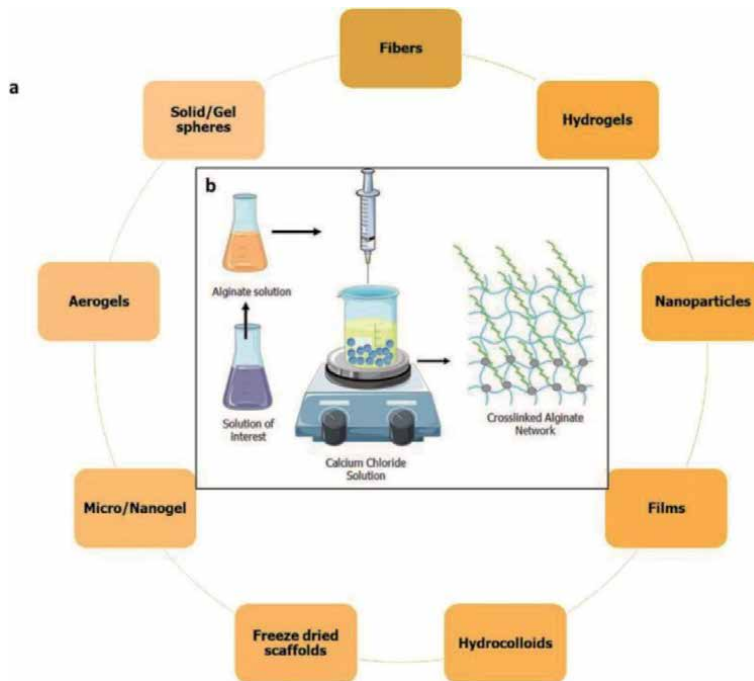 a
Fibers
Solid/Gel
spheres
Hydrogels
b
Alginate solution
Aerogels
Nanoparticles
Solution of
Interest
Calcium Chloride
Solution
Crosslinked Alginate
Network
Micro/Nanogel
Films
Freeze dried
scaffolds
Hydrocolloids